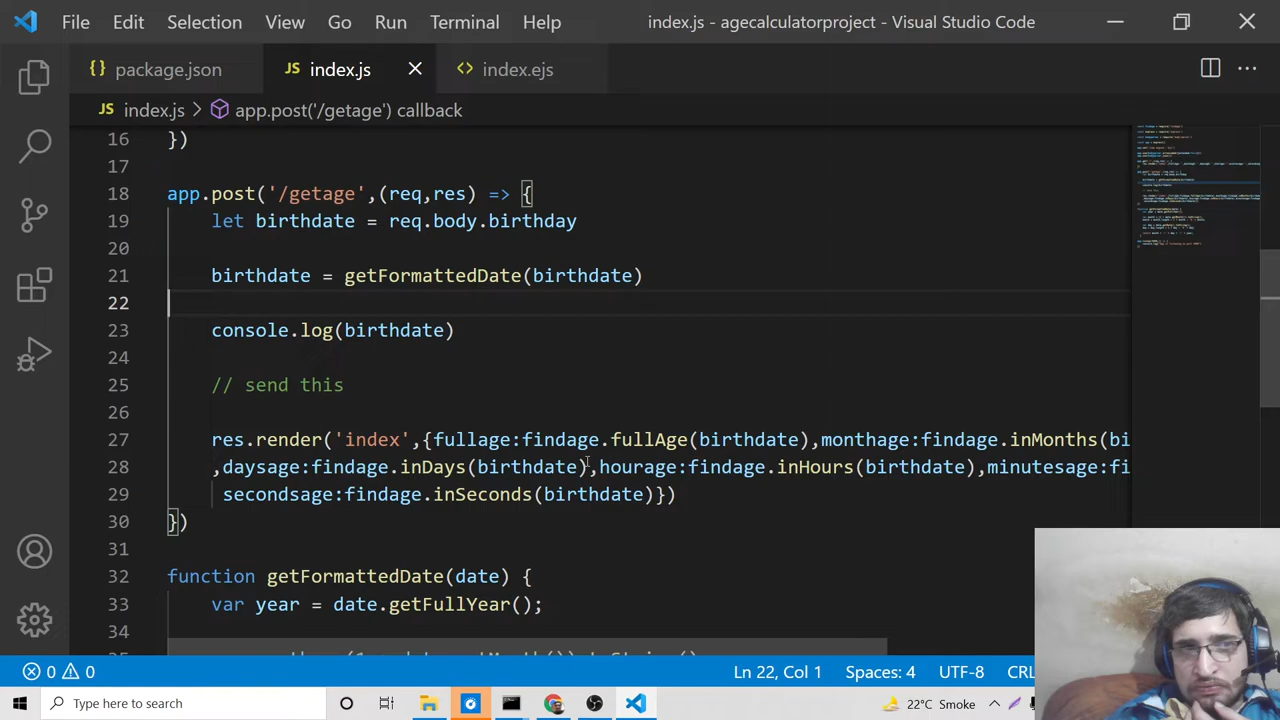 File Edit Selection View Go Run Terminal Help index.js - agecalculatorproject - Visual Studio Code
{} package.json JS index.js <> index.ejs
JS index.js > app.post('/getage') callback
16 })
17
18 app.post('/getage',(req,res) => {
19 let birthdate = req.body.birthday
20
21 birthdate = getFormattedDate(birthdate)
22
23 console.log(birthdate)
24
25 // send this
26
27 res.render('index',{fullage:findage.fullAge(birthdate),monthage:findage.inMonths(bi
28 ,daysage:findage.inDays(birthdate),hourage:findage.inHours(birthdate),minutesage:fi
29 secondsage:findage.inSeconds(birthdate)})
30 })
31
32 function getFormattedDate(date) {
33 var year = date.getFullYear();
34
0 0 Ln 22, Col 1 Spaces: 4 UTF-8 CRL
Type here to search 22°C Smoke